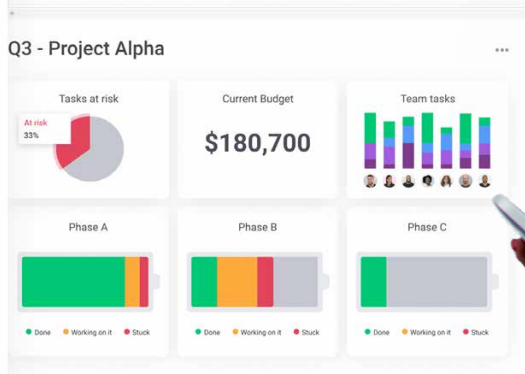 Q3 - Project Alpha
Tasks at risk
At risk
33%
Current Budget
$180,700
Team tasks
Phase A
Done Working on it Stuck
Phase B
Done Working on it Stuck
Phase C
Done Working on it Stuck